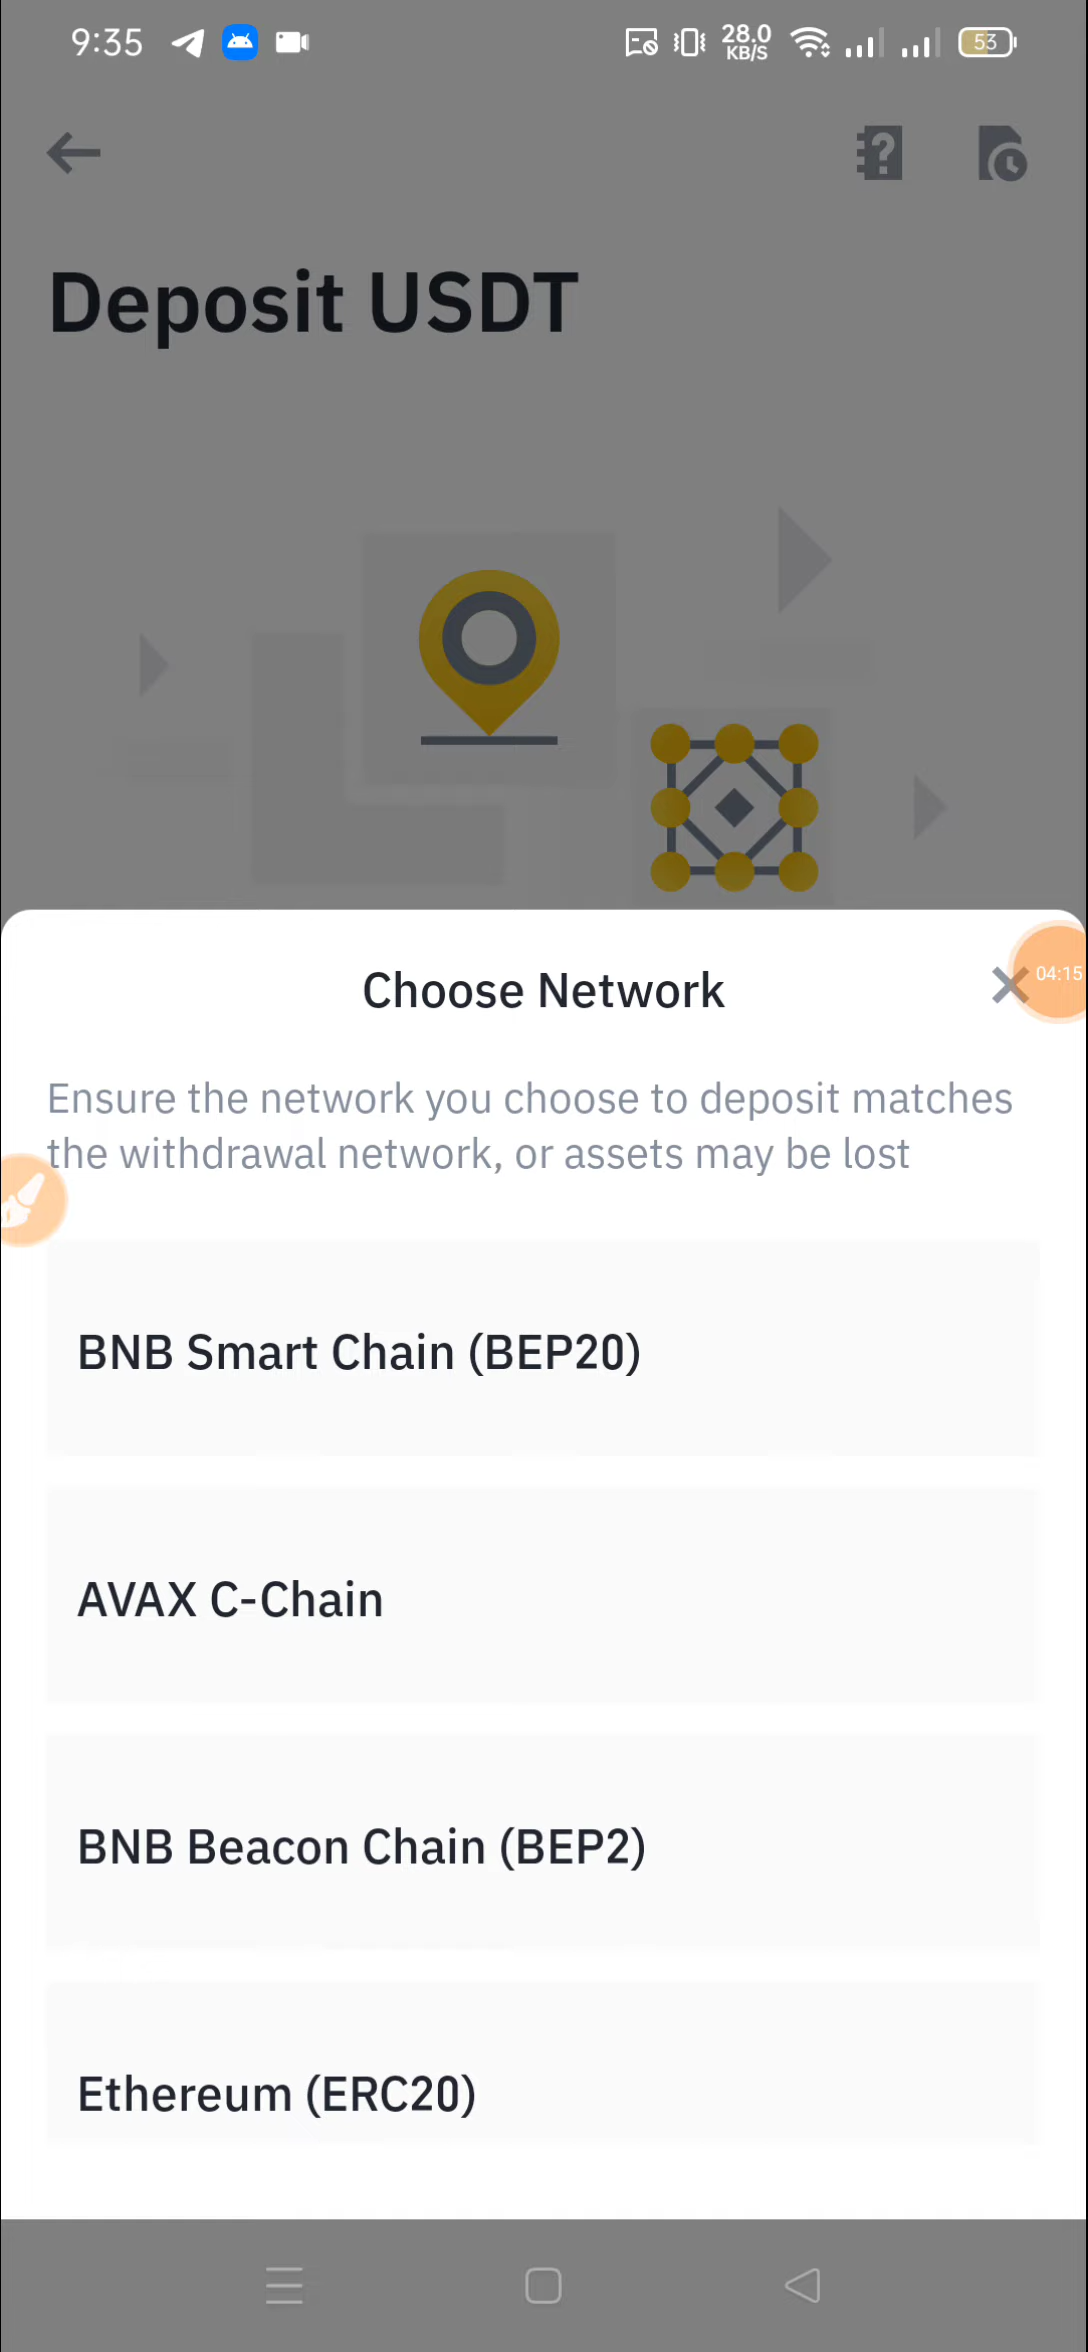 9:35
28.0
KB/S
53
Deposit USDT
Choose Network
04:15
Ensure the network you choose to deposit matches
the withdrawal network, or assets may be lost
BNB Smart Chain (BEP20)
AVAX C-Chain
BNB Beacon Chain (BEP2)
Ethereum (ERC20)